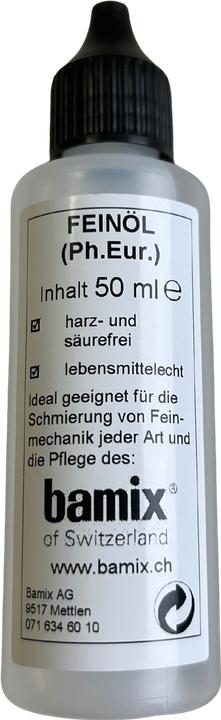 FEINÖL
(Ph.Eur.)
Inhalt 50 ml ℮
harz- und
säurefrei
lebensmittelecht
Ideal geeignet für die
Schmierung von Fein-
mechanik jeder Art und
die Pflege des:
bamix®
of Switzerland
www.bamix.ch
Bamix AG
9517 Mettlen
071 634 60 10